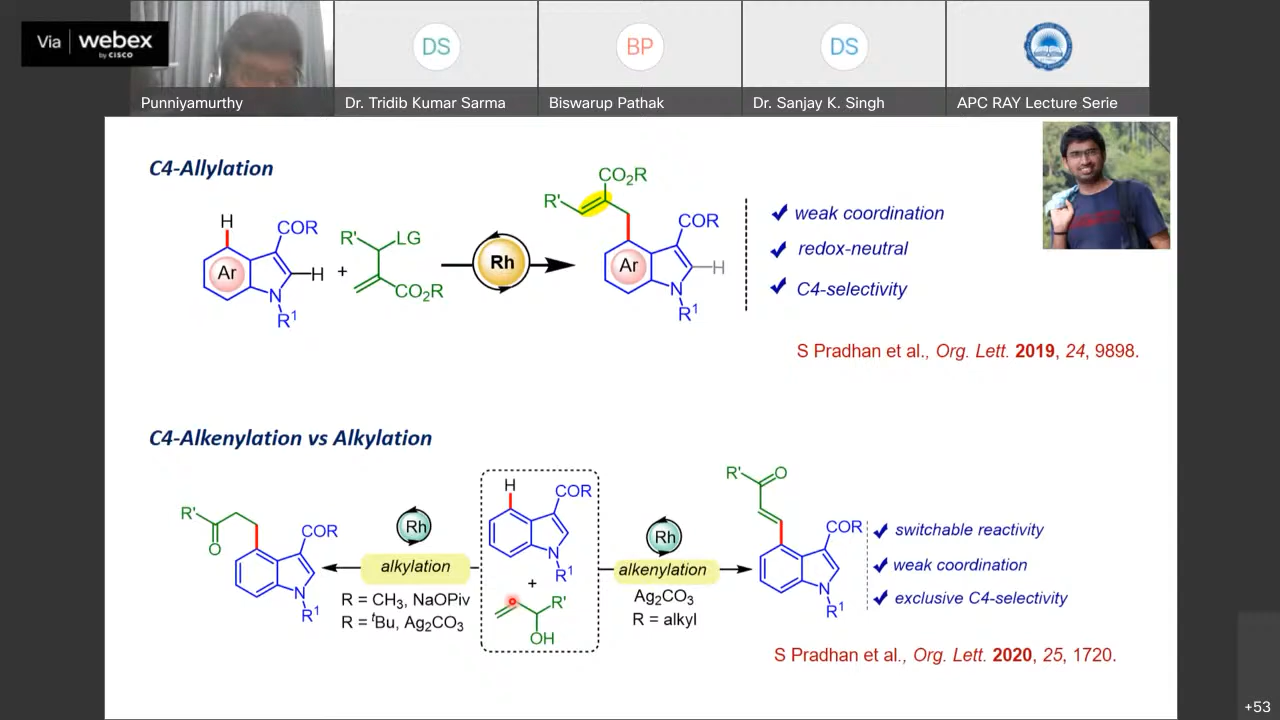 Via webex
by CISCO
DS
BP
DS
Punniyamurthy
Dr. Tridib Kumar Sarma
Biswarup Pathak
Dr. Sanjay K. Singh
APC RAY Lecture Serie
C4-Allylation
H
COR
Ar
H
N
R¹
+
R'
LG
CO₂R
Rh
CO₂R
R'
COR
Ar
H
N
R¹
✔ weak coordination
✔ redox-neutral
✔ C4-selectivity
S Pradhan et al., Org. Lett. 2019, 24, 9898.
C4-Alkenylation vs Alkylation
R'
O
COR
N
R¹
Rh
alkylation
R = CH₃, NaOPiv
R = ᵗBu, Ag₂CO₃
H
COR
N
R¹
+
R'
OH
Rh
alkenylation
Ag₂CO₃
R = alkyl
R'
O
COR
N
R¹
✔ switchable reactivity
✔ weak coordination
✔ exclusive C4-selectivity
S Pradhan et al., Org. Lett. 2020, 25, 1720.
+53